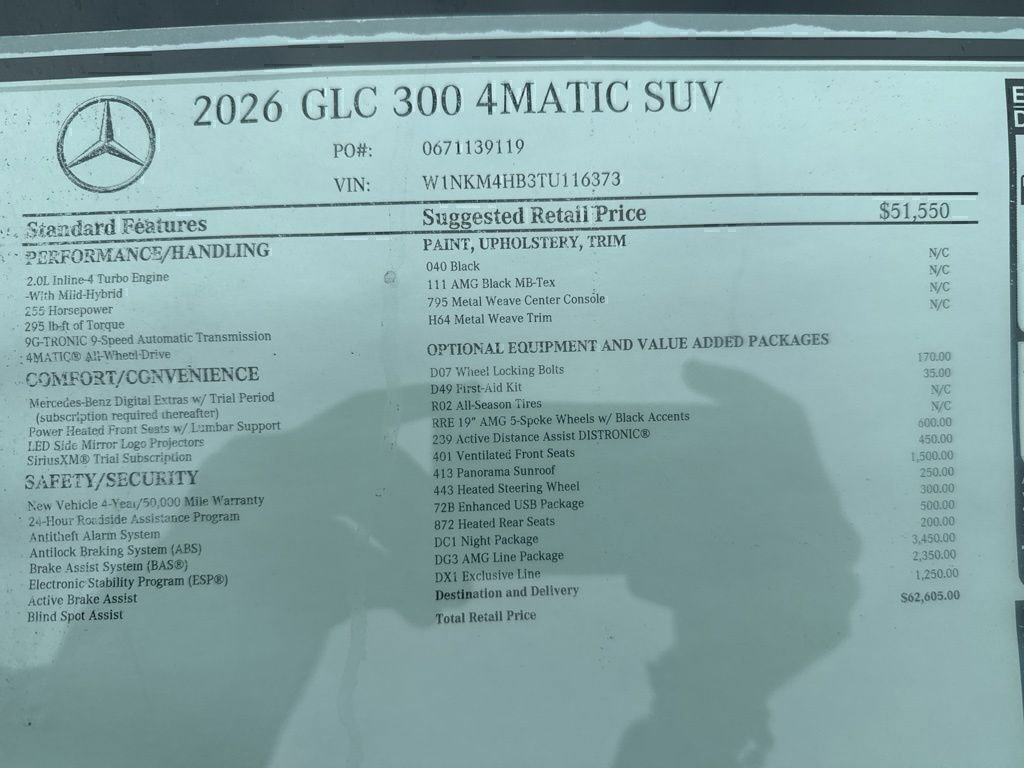 2026 GLC 300 4MATIC SUV
PO#: 0671139119
VIN: W1NKM4HB3TU116373
Standard Features
PERFORMANCE/HANDLING
2.0L Inline-4 Turbo Engine
-With Mild-Hybrid
255 Horsepower
295 lb-ft of Torque
9G-TRONIC 9-Speed Automatic Transmission
4MATIC® All-Wheel-Drive
COMFORT/CONVENIENCE
Mercedes-Benz Digital Extras w/ Trial Period
(subscription required thereafter)
Power Heated Front Seats w/ Lumbar Support
LED Side Mirror Logo Projectors
SiriusXM® Trial Subscription
SAFETY/SECURITY
New Vehicle 4-Year/50,000 Mile Warranty
24-Hour Roadside Assistance Program
Antitheft Alarm System
Antilock Breking System (ABS)
Brake Assist System (BAS®)
Electronic Stability Program (ESP®)
Active Brake Assist
Blind Spot Assist
Suggested Retail Price $51,550
PAINT, UPHOLSTERY, TRIM
040 Black N/C
111 AMG Black MB-Tex N/C
795 Metal Weave Center Console N/C
H64 Metal Weave Trim N/C
OPTIONAL EQUIPMENT AND VALUE ADDED PACKAGES
D07 Wheel Locking Bolts 170.00
D49 First-Aid Kit 35.00
R02 All-Season Tires N/C
RRE 19" AMG 5-Spoke Wheels w/ Black Accents N/C
239 Active Distance Assist DISTRONIC® 600.00
401 Ventilated Front Seats 450.00
413 Panorama Sunroof 1,500.00
443 Heated Steering Wheel 250.00
72B Enhanced USB Package 300.00
872 Heated Rear Seats 500.00
DC1 Night Package 200.00
DG3 AMG Line Package 3,450.00
DX1 Exclusive Line 2,350.00
Destination and Delivery 1,250.00
Total Retail Price $62,605.00